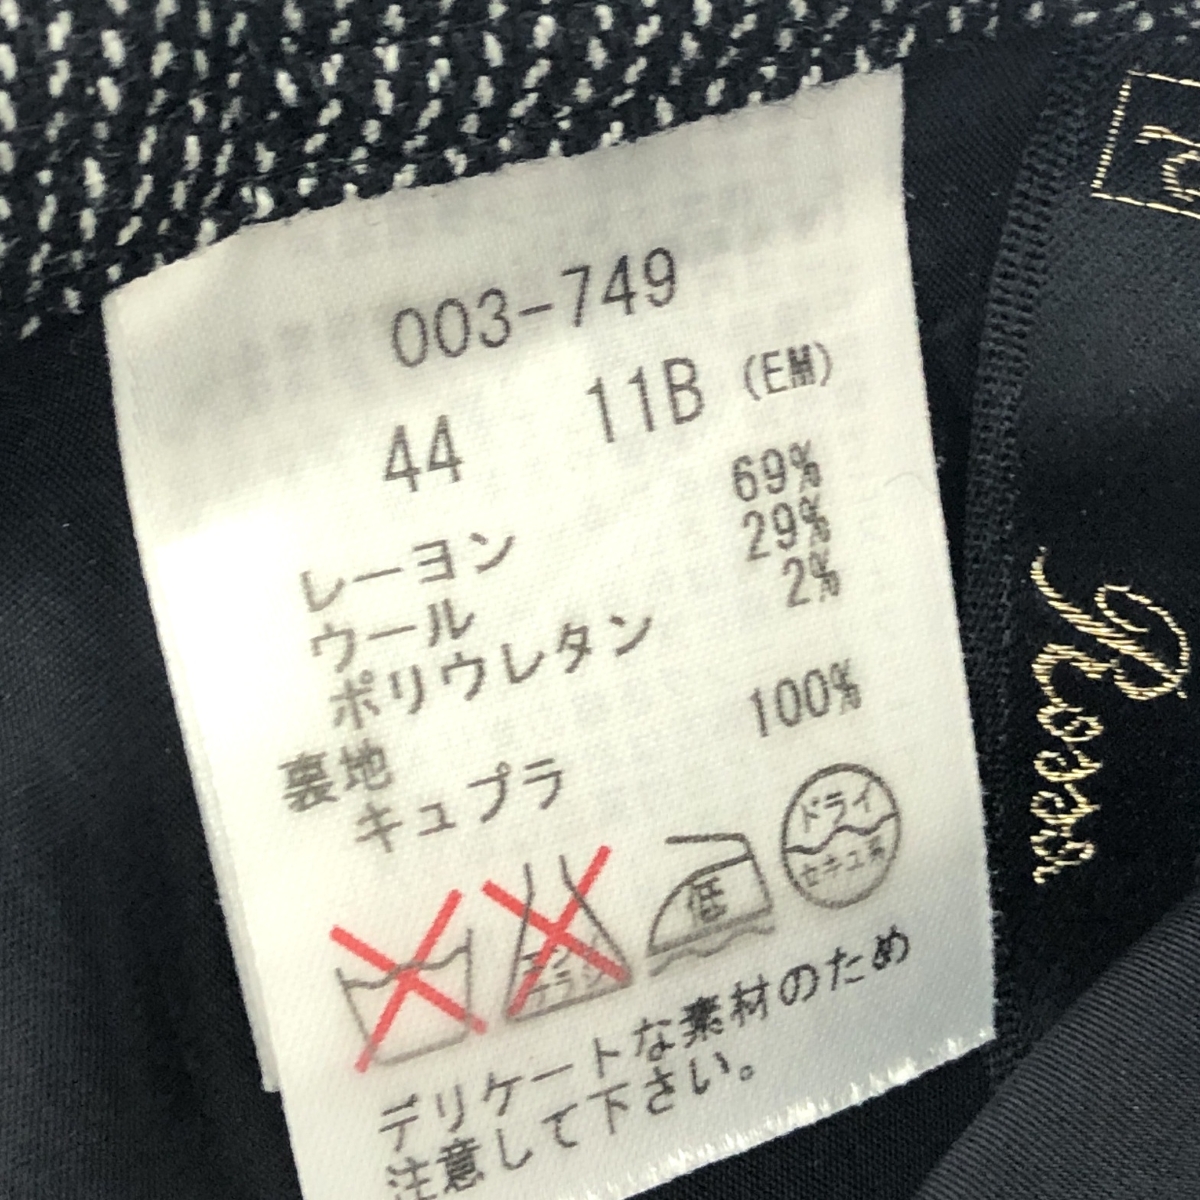 003-749
44 11B (EM)
レーヨン 69%
ウール 29%
ポリウレタン 2%
裏地
キュプラ 100%
低
ドライ
セキユ系
デリケートな素材のため
注意して下さい。
Rosso